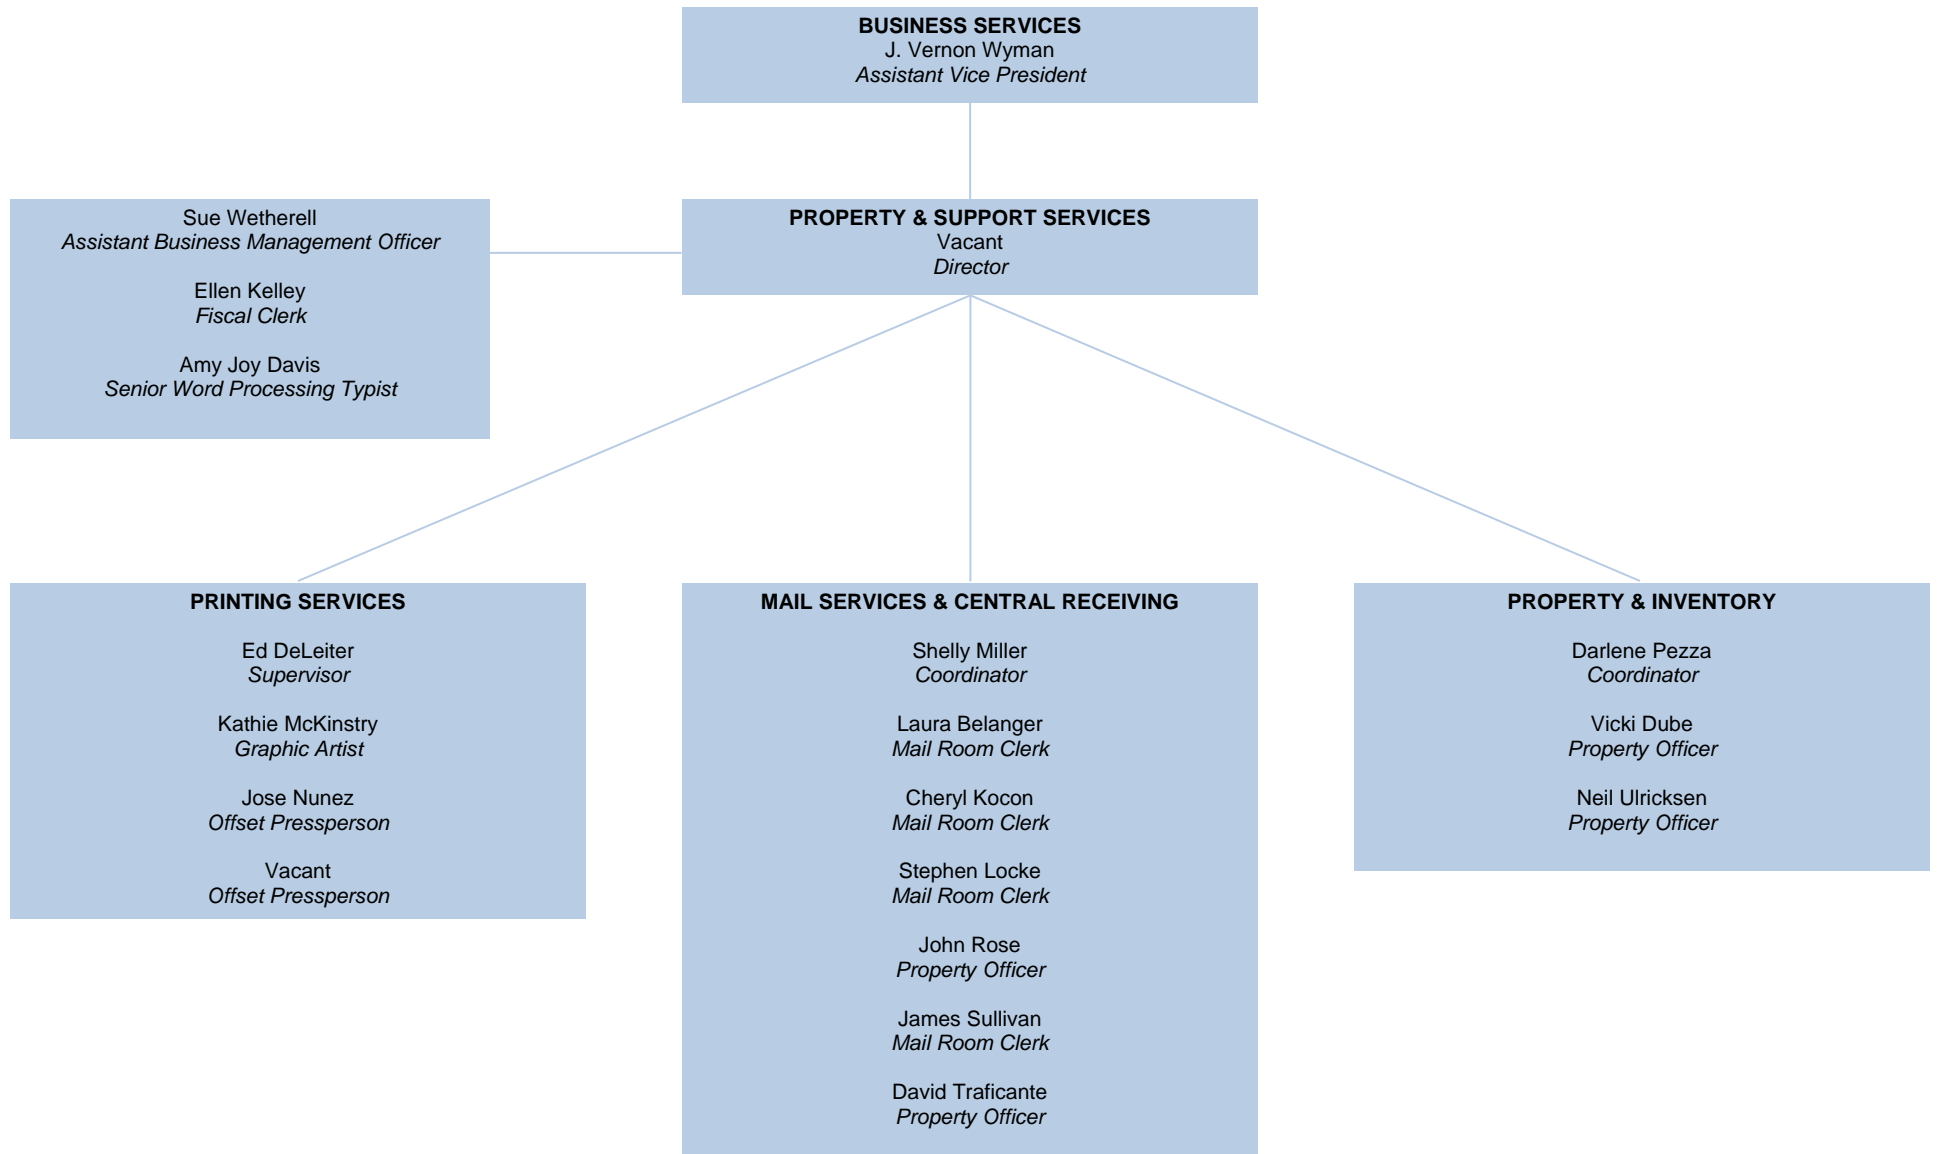 BUSINESS SERVICES
J. Vernon Wyman
Assistant Vice President
Sue Wetherell
Assistant Business Management Officer
Ellen Kelley
Fiscal Clerk
Amy Joy Davis
Senior Word Processing Typist
PROPERTY & SUPPORT SERVICES
Vacant
Director
PRINTING SERVICES
Ed DeLeiter
Supervisor
Kathie McKinstry
Graphic Artist
Jose Nunez
Offset Pressperson
Vacant
Offset Pressperson
MAIL SERVICES & CENTRAL RECEIVING
Shelly Miller
Coordinator
Laura Belanger
Mail Room Clerk
Cheryl Kocon
Mail Room Clerk
Stephen Locke
Mail Room Clerk
John Rose
Property Officer
James Sullivan
Mail Room Clerk
David Traficante
Property Officer
PROPERTY & INVENTORY
Darlene Pezza
Coordinator
Vicki Dube
Property Officer
Neil Ulricksen
Property Officer